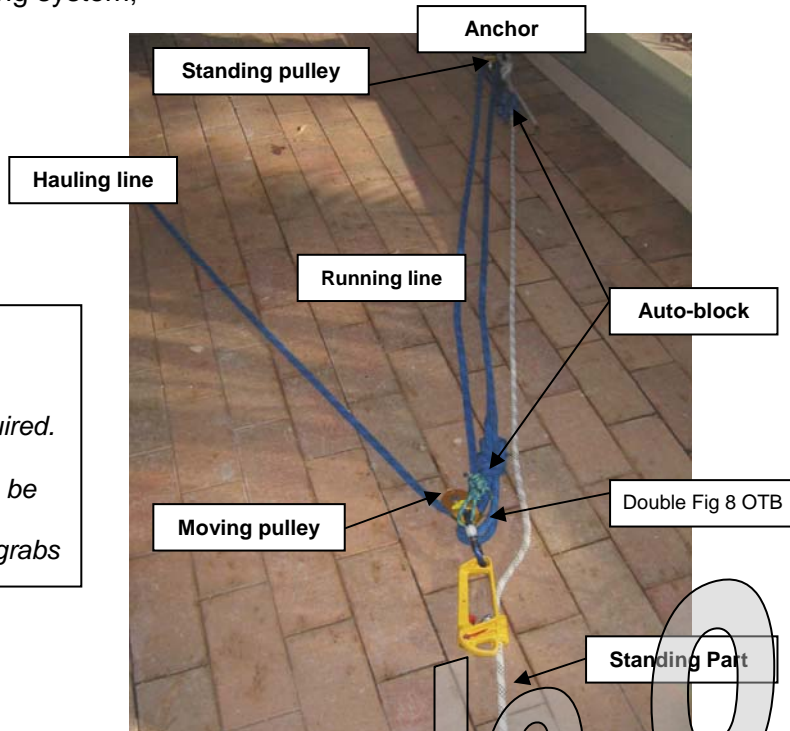 ng system,
Anchor
Standing pulley
Hauling line
Running line
Auto-block
uired.
be
grabs
Double Fig 8 OTB
Moving pulley
Standing Part